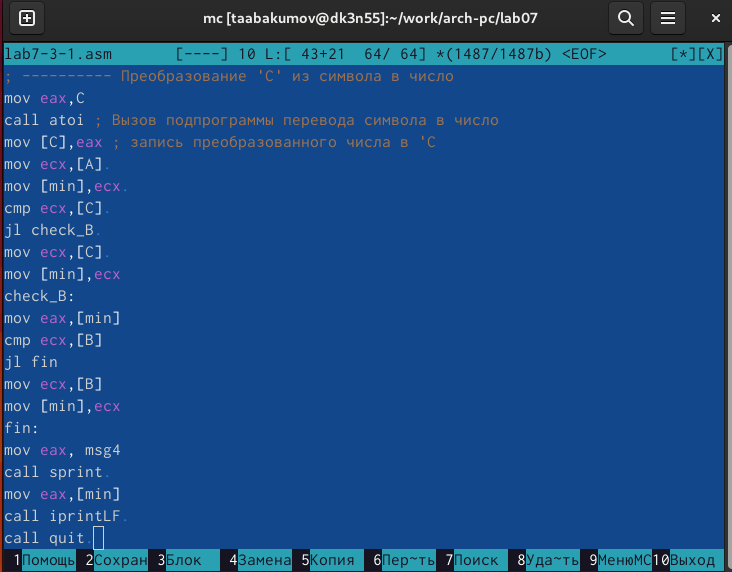 mc [taabakumov@dk3n55]:~/work/arch-pc/lab07
lab7-3-1.asm [----] 10 L:[ 43+21 64/ 64] *(1487/1487b) <EOF> [*][X]
; ---------- Преобразование 'C' из символа в число
mov eax,C
call atoi ; Вызов подпрограммы перевода символа в число
mov [C],eax ; запись преобразованного числа в 'C
mov ecx,[A].
mov [min],ecx.
cmp ecx,[C].
jl check_B.
mov ecx,[C].
mov [min],ecx
check_B:
mov eax,[min]
cmp ecx,[B]
jl fin
mov ecx,[B]
mov [min],ecx
fin:
mov eax, msg4
call sprint.
mov eax,[min]
call iprintLF.
call quit.
1Помощь 2Сохран 3Блок 4Замена 5Копия 6Пер~ть 7Поиск 8Уда~ть 9МенюMC 10Выход